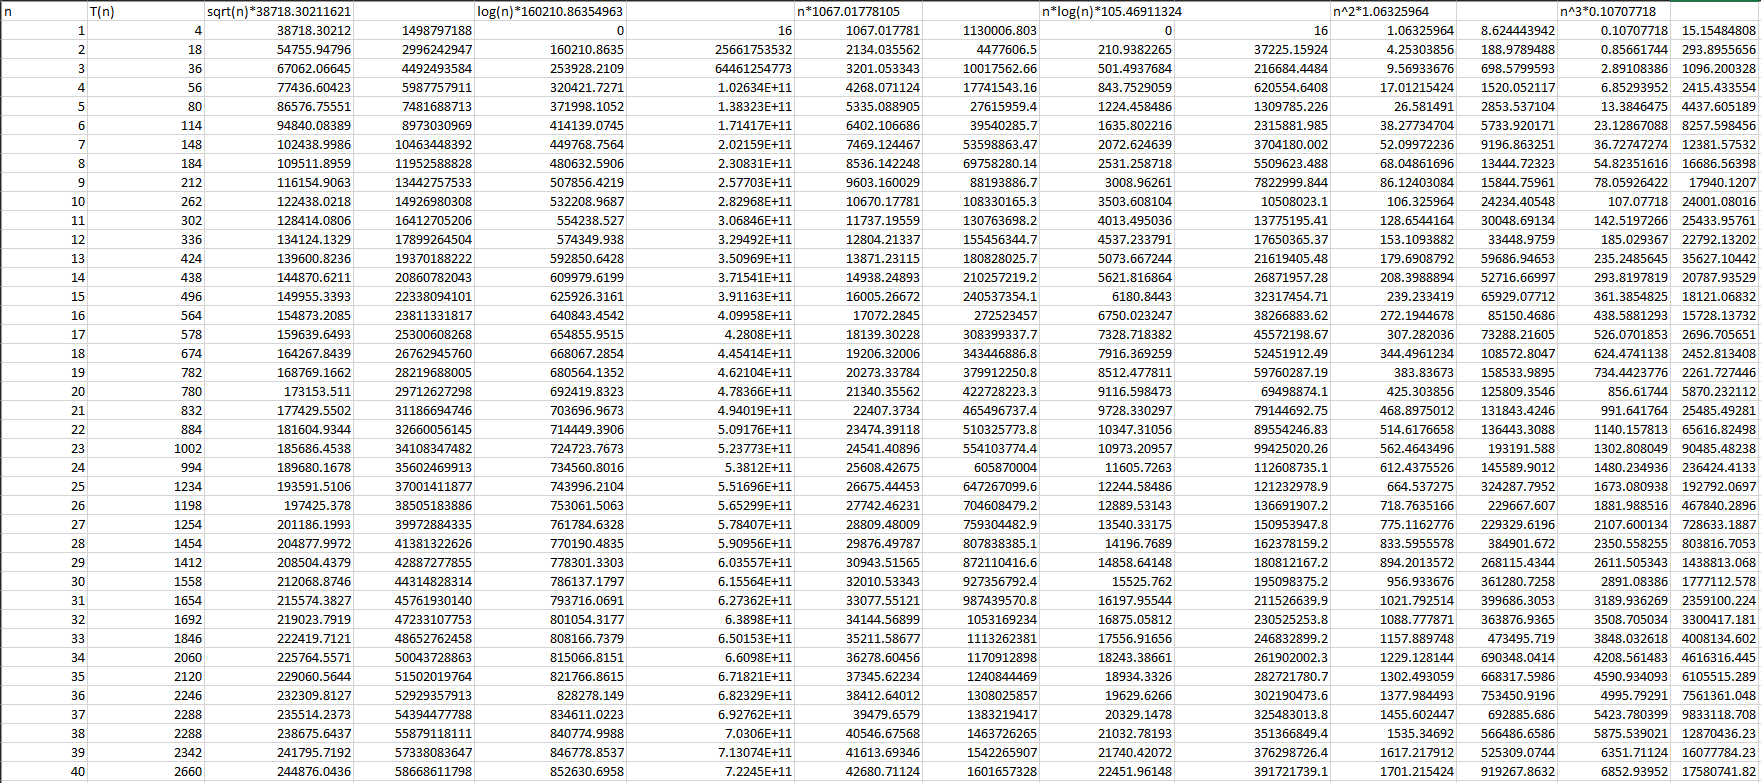 n T(n) sqrt(n)*38718.30211621 log(n)*160210.86354963 n*1067.01778105 n*log(n)*105.46911324 n^2*1.06325964 n^3*0.10707718
1 4 38718.30212 1498797188 0 16 1067.017781 1130006.803 0 16 1.06325964 8.624443942 0.10707718 15.15484808
2 18 54755.94796 2996242947 160210.8635 25661753532 2134.035562 4477606.5 210.9382265 37225.15924 4.25303856 188.9789488 0.85661744 293.8955656
3 36 67062.06645 4492493584 253928.2109 64461254773 3201.053343 10017562.66 501.4937684 216684.4484 9.56933676 698.5799593 2.89108386 1096.200328
4 56 77436.60423 5987757911 320421.7271 1.02634E+11 4268.071124 17741543.16 843.7529059 620554.6408 17.01215424 1520.052117 6.85293952 2415.433554
5 80 86576.75551 7481688713 371998.1052 1.38323E+11 5335.088905 27615959.4 1224.458486 1309785.226 26.581491 2853.537104 13.3846475 4437.605189
6 114 94840.08389 8973030969 414139.0745 1.71417E+11 6402.106686 39540285.7 1635.802216 2315881.985 38.27734704 5733.920171 23.12867088 8257.598456
7 148 102438.9986 10463448392 449768.7564 2.02159E+11 7469.124467 53598863.47 2072.624639 3704180.002 52.09972236 9196.863251 36.72747274 12381.57532
8 184 109511.8959 11952588828 480632.5906 2.30831E+11 8536.142248 69758280.14 2531.258718 5509623.488 68.04861696 13444.72323 54.82351616 16686.56398
9 212 116154.9063 13442757533 507856.4219 2.57703E+11 9603.160029 88193886.7 3008.96261 7822999.844 86.12403084 15844.75961 78.05926422 17940.1207
10 262 122438.0218 14926980308 532208.9687 2.82968E+11 10670.17781 108330165.3 3503.608104 10508023.1 106.325964 24234.40548 107.07718 24001.08016
11 302 128414.0806 16412705206 554238.527 3.06846E+11 11737.19559 130763698.2 4013.495036 13775195.41 128.6544164 30048.69134 142.5197266 25433.95761
12 336 134124.1329 17899264504 574349.938 3.29492E+11 12804.21337 155456344.7 4537.233791 17650365.37 153.1093882 33448.9759 185.029367 22792.13202
13 424 139600.8236 19370188222 592850.6428 3.50969E+11 13871.23115 180828025.7 5073.667244 21619405.48 179.6908792 59686.94653 235.2485645 35627.10442
14 438 144870.6211 20860782043 609979.6199 3.71541E+11 14938.24893 210257219.2 5621.816864 26871957.28 208.3988894 52716.66997 293.8197819 20787.93529
15 496 149955.3393 22338094101 625926.3161 3.91163E+11 16005.26672 240537354.1 6180.8443 32317454.71 239.233419 65929.07712 361.3854825 18121.06832
16 564 154873.2085 23811331817 640843.4542 4.09958E+11 17072.2845 272523457 6750.023247 38266883.62 272.1944678 85150.4686 438.5881293 15728.13732
17 578 159639.6493 25300608268 654855.9515 4.2808E+11 18139.30228 308399337.7 7328.718382 45572198.67 307.282036 73288.21605 526.0701853 2696.705651
18 674 164267.8439 26762945760 668067.2854 4.45414E+11 19206.32006 343446886.8 7916.369259 52451912.49 344.4961234 108572.8047 624.4741138 2452.813408
19 782 168769.1662 28219688005 680564.1352 4.62104E+11 20273.33784 379912250.8 8512.477811 59760287.19 383.83673 158533.9895 734.4423776 2261.727446
20 780 173153.511 29712627298 692419.8323 4.78366E+11 21340.35562 422728223.3 9116.598473 69498874.1 425.303856 125809.3546 856.61744 5870.232112
21 832 177429.5502 31186694746 703696.9673 4.94019E+11 22407.3734 465496737.4 9728.330297 79144692.75 468.8975012 131843.4246 991.641764 25485.49281
22 884 181604.9344 32660056145 714449.3906 5.09176E+11 23474.39118 510325773.8 10347.31056 89554246.83 514.6176658 136443.3088 1140.157813 65616.82498
23 1002 185686.4538 34108347482 724723.7673 5.23773E+11 24541.40896 554103774.4 10973.20957 99425020.26 562.4643496 193191.588 1302.808049 90485.48238
24 994 189680.1678 35602469913 734560.8016 5.3812E+11 25608.42675 605870004 11605.7263 112608735.1 612.4375526 145589.9012 1480.234936 236424.4133
25 1234 193591.5106 37001411877 743996.2104 5.51696E+11 26675.44453 647267099.6 12244.58486 121232978.9 664.537275 324287.7952 1673.080938 192792.0697
26 1198 197425.378 38505183886 753061.5063 5.65299E+11 27742.46231 704608479.2 12889.53143 136691907.2 718.7635166 229667.607 1881.988516 467840.2896
27 1254 201186.1993 39972884335 761784.6328 5.78407E+11 28809.48009 759304482.9 13540.33175 150953947.8 775.1162776 229329.6196 2107.600134 728633.1887
28 1454 204877.9972 41381322626 770190.4835 5.90956E+11 29876.49787 807838385.1 14196.7689 162378159.2 833.5955578 384901.672 2350.558255 803816.7053
29 1412 208504.4379 42887277855 778301.3303 6.03557E+11 30943.51565 872110416.6 14858.64148 180812167.2 894.2013572 268115.4344 2611.505343 1438813.068
30 1558 212068.8746 44314828314 786137.1797 6.15564E+11 32010.53343 927356792.4 15525.762 195098375.2 956.933676 361280.7258 2891.08386 1777112.578
31 1654 215574.3827 45761930140 793716.0691 6.27362E+11 33077.55121 987439570.8 16197.95544 211526639.9 1021.792514 399686.3053 3189.936269 2359100.224
32 1692 219023.7919 47233107753 801054.3177 6.3898E+11 34144.56899 1053169234 16875.05812 230525253.8 1088.777871 363876.9365 3508.705034 3300417.181
33 1846 222419.7121 48652762458 808166.7379 6.50153E+11 35211.58677 1113262381 17556.91656 246832899.2 1157.889748 473495.719 3848.032618 4008134.602
34 2060 225764.5571 50043728863 815066.8151 6.6098E+11 36278.60456 1170912898 18243.38661 261902002.3 1229.128144 690348.0414 4208.561483 4616316.445
35 2120 229060.5644 51502019764 821766.8615 6.71821E+11 37345.62234 1240844469 18934.3326 282721780.7 1302.493059 668317.5986 4590.934093 6105515.289
36 2246 232309.8127 52929357913 828278.149 6.82329E+11 38412.64012 1308025857 19629.6266 302190473.6 1377.984493 753450.9196 4995.79291 7561361.048
37 2288 235514.2373 54394477788 834611.0223 6.92762E+11 39479.6579 1383219417 20329.1478 325483013.8 1455.602447 692885.686 5423.780399 9833118.708
38 2288 238675.6437 55879118111 840774.9988 7.0306E+11 40546.67568 1463726265 21032.78193 351366849.4 1535.34692 566486.6586 5875.539021 12870436.23
39 2342 241795.7192 57338083647 846778.8537 7.13074E+11 41613.69346 1542265907 21740.42072 376298726.4 1617.217912 525309.0744 6351.71124 16077784.23
40 2660 244876.0436 58668611798 852630.6958 7.2245E+11 42680.71124 1601657328 22451.96148 391721739.1 1701.215424 919267.8632 6852.93952 17580741.82